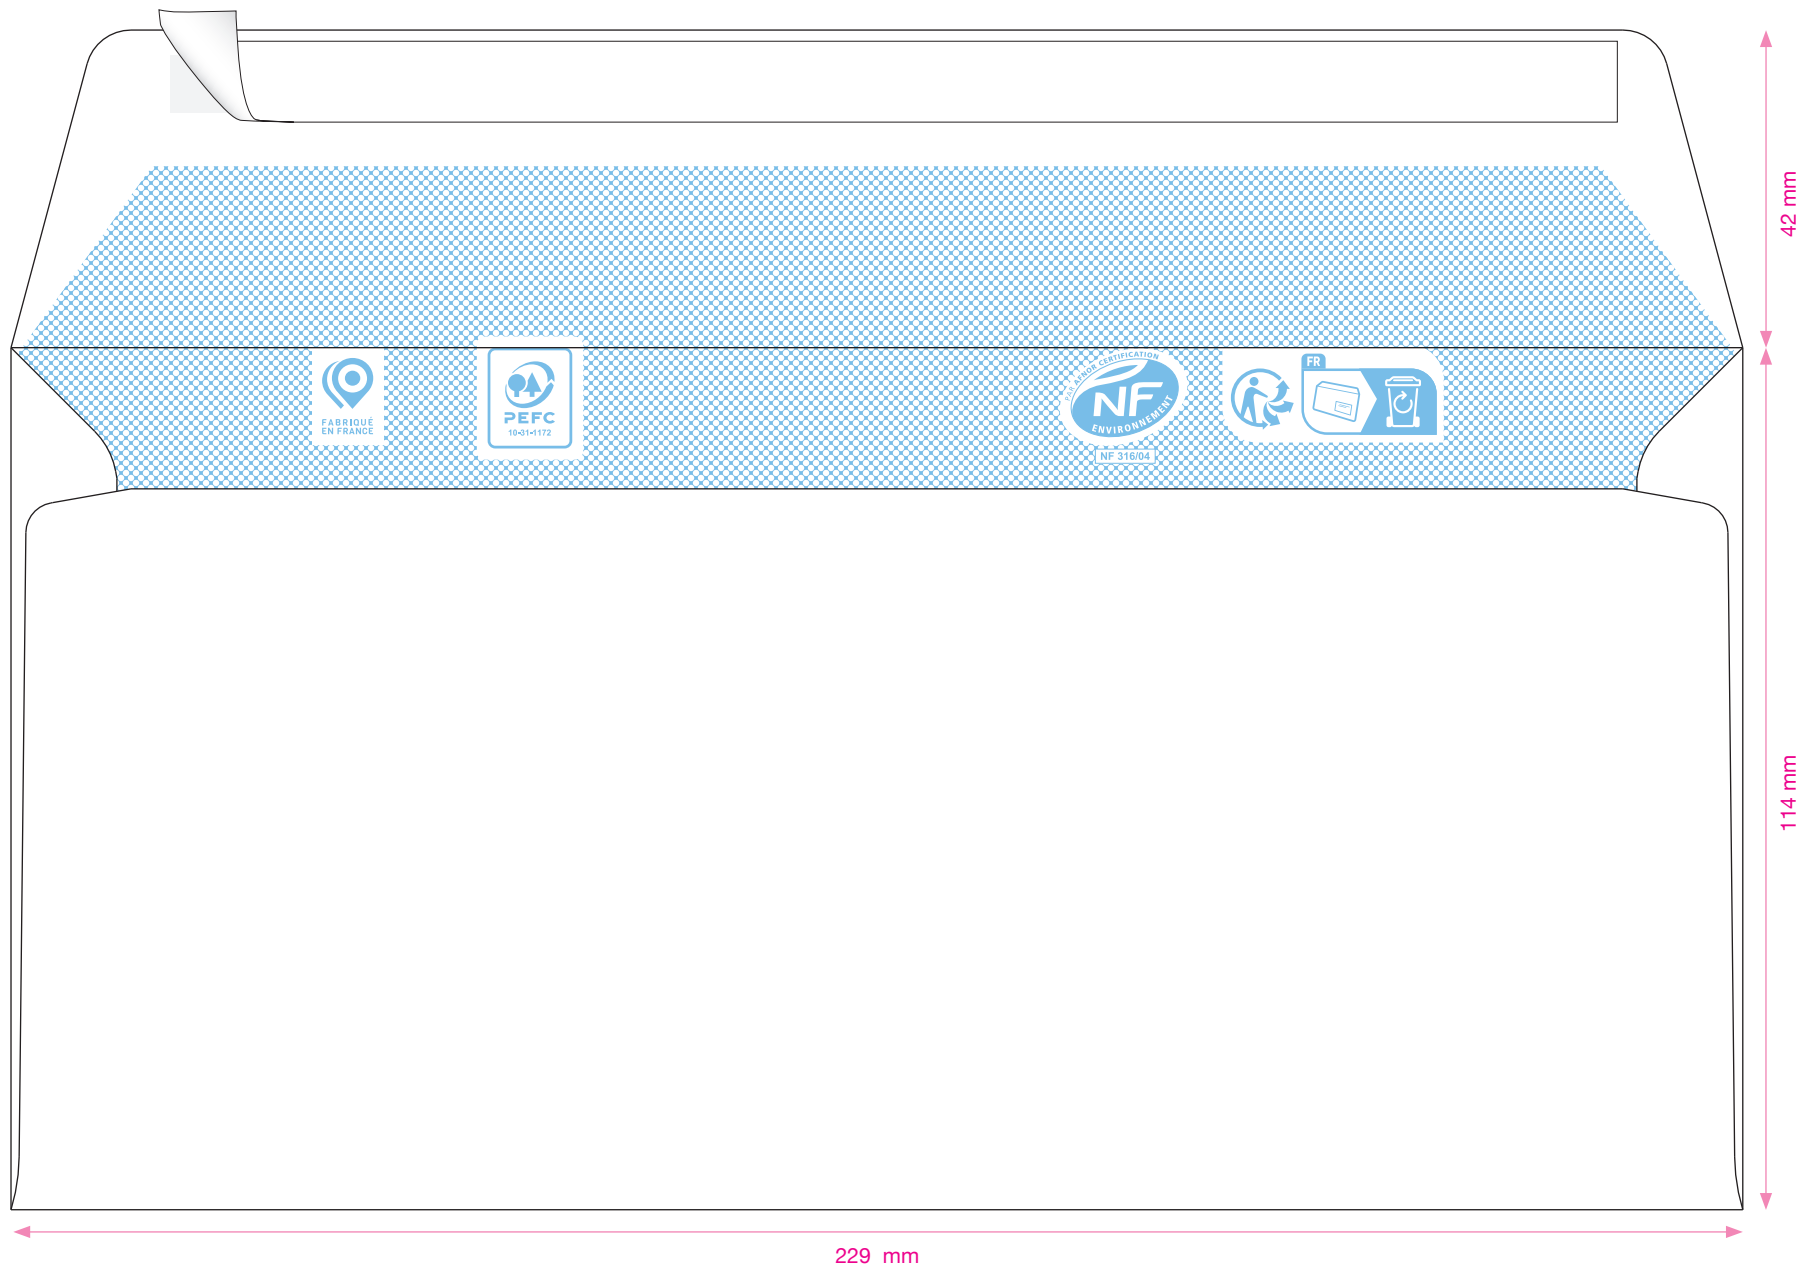 42 mm
FABRIQUÉ
EN FRANCE
PEFC
10-31-1172
PAR AFNOR CERTIFICATION
NF
ENVIRONNEMENT
NF 316/04
FR
114 mm
229 mm